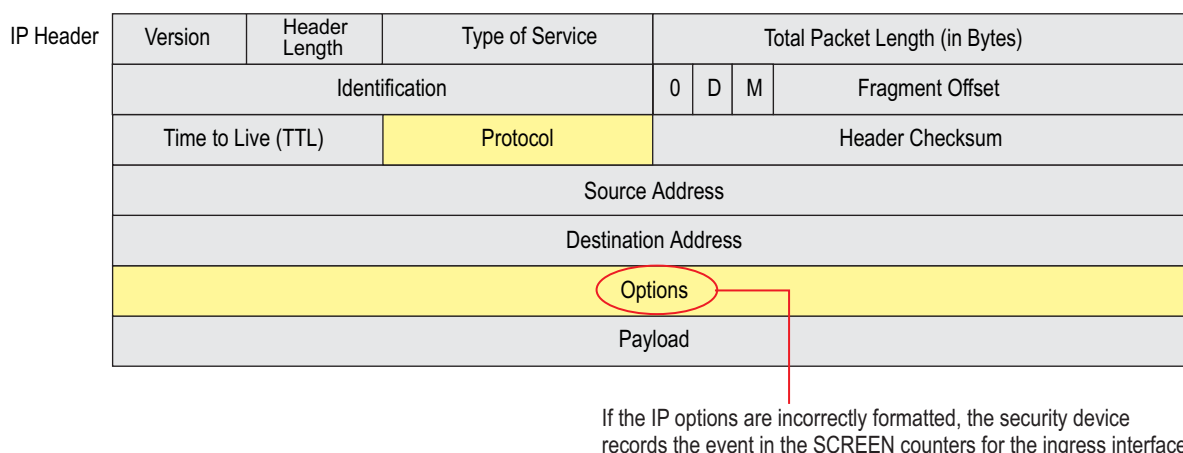 IP Header
Version
Header
Length
Type of Service
Total Packet Length (in Bytes)
Identification
0
D
M
Fragment Offset
Time to Live (TTL)
Protocol
Header Checksum
Source Address
Destination Address
Options
Payload
If the IP options are incorrectly formatted, the security device
records the event in the SCREEN counters for the ingress interface